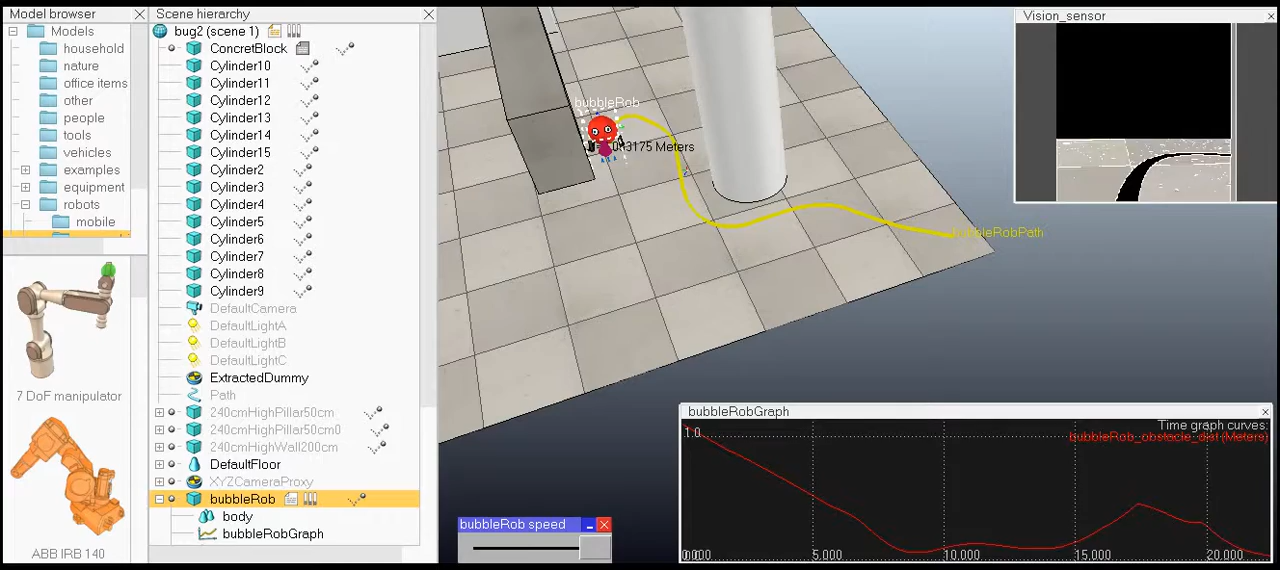 Model browser
Models
household
nature
office items
other
people
tools
vehicles
examples
equipment
robots
mobile
7 DoF manipulator
ABB IRB 140
Scene hierarchy
bug2 (scene 1)
ConcretBlock
Cylinder10
Cylinder11
Cylinder12
Cylinder13
Cylinder14
Cylinder15
Cylinder2
Cylinder3
Cylinder4
Cylinder5
Cylinder6
Cylinder7
Cylinder8
Cylinder9
DefaultCamera
DefaultLightA
DefaultLightB
DefaultLightC
ExtractedDummy
Path
240cmHighPillar50cm
240cmHighPillar50cm0
240cmHighWall200cm
DefaultFloor
XYZCameraProxy
bubbleRob
body
bubbleRobGraph
bubbleRob
Meters
bubbleRobPath
Vision_sensor
bubbleRob speed
bubbleRobGraph
Time graph curves:
bubbleRob_obstacle_dist (Meters)
1.0
5.000
10.000
15.000
20.000